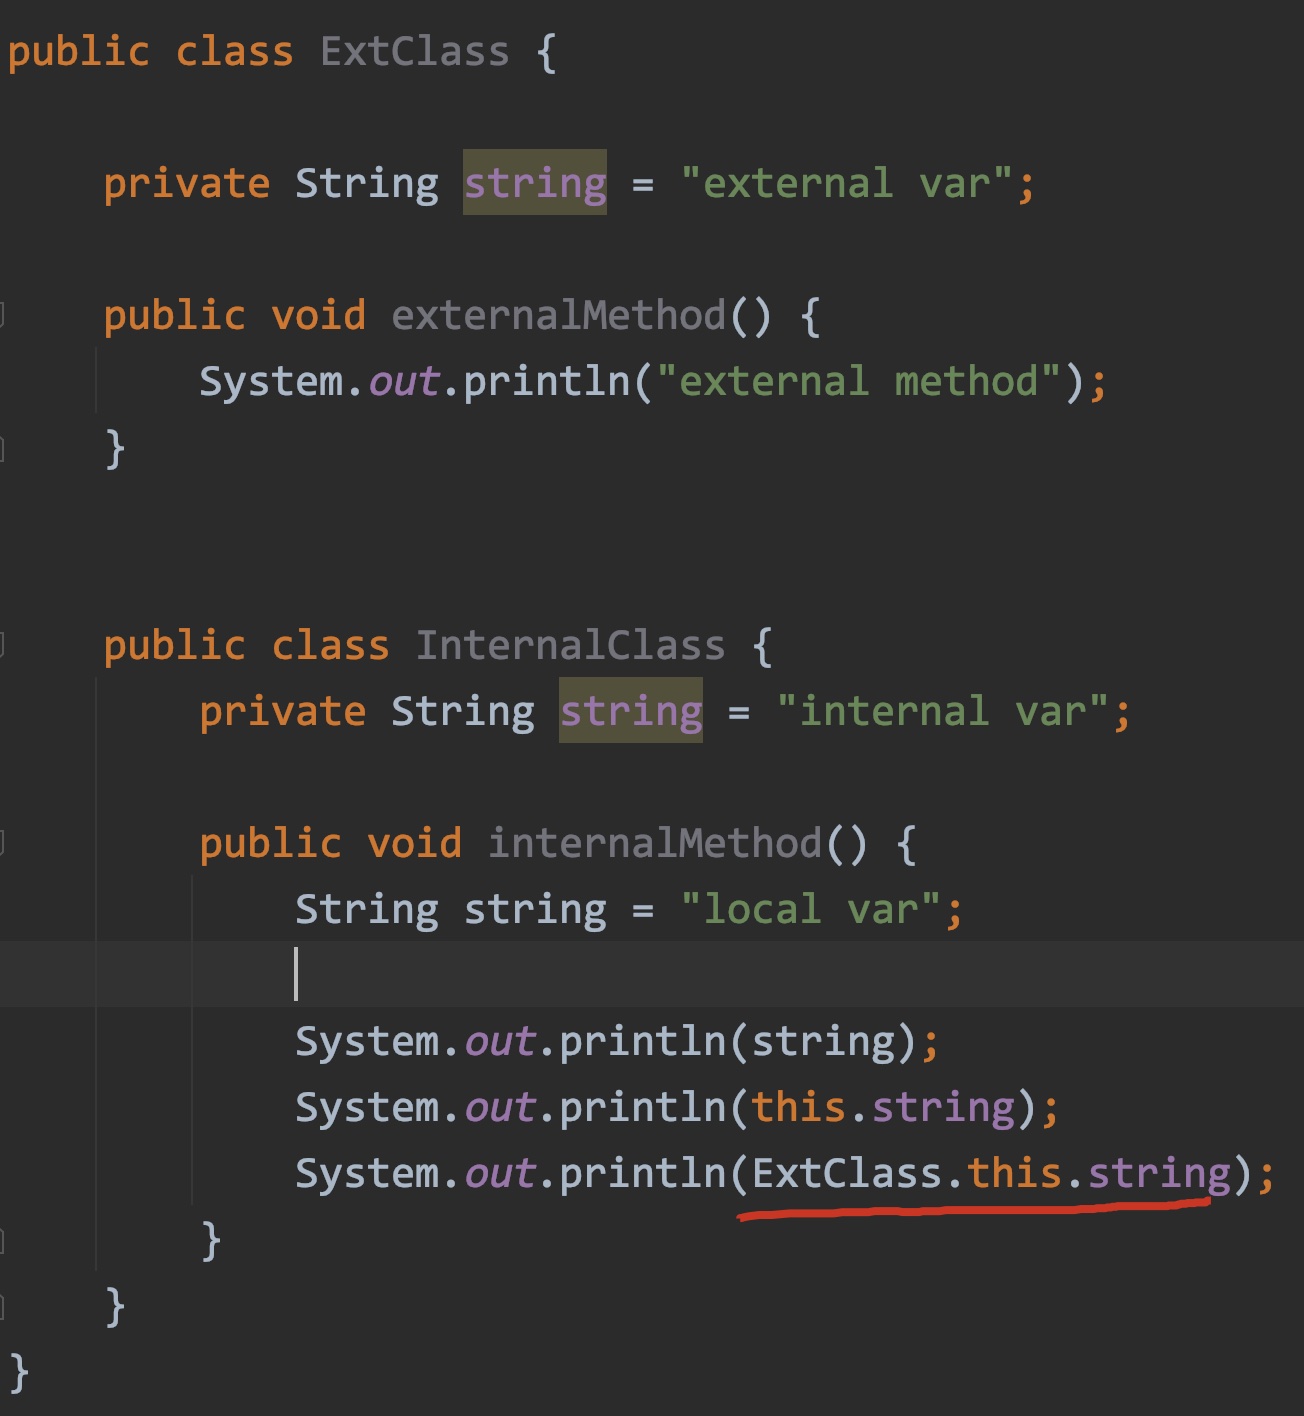 public class ExtClass {
private String string = "external var";
public void externalMethod() {
System.out.println("external method");
}
public class InternalClass {
private String string = "internal var";
public void internalMethod() {
String string = "local var";
System.out.println(string);
System.out.println(this.string);
System.out.println(ExtClass.this.string);
}
}
}